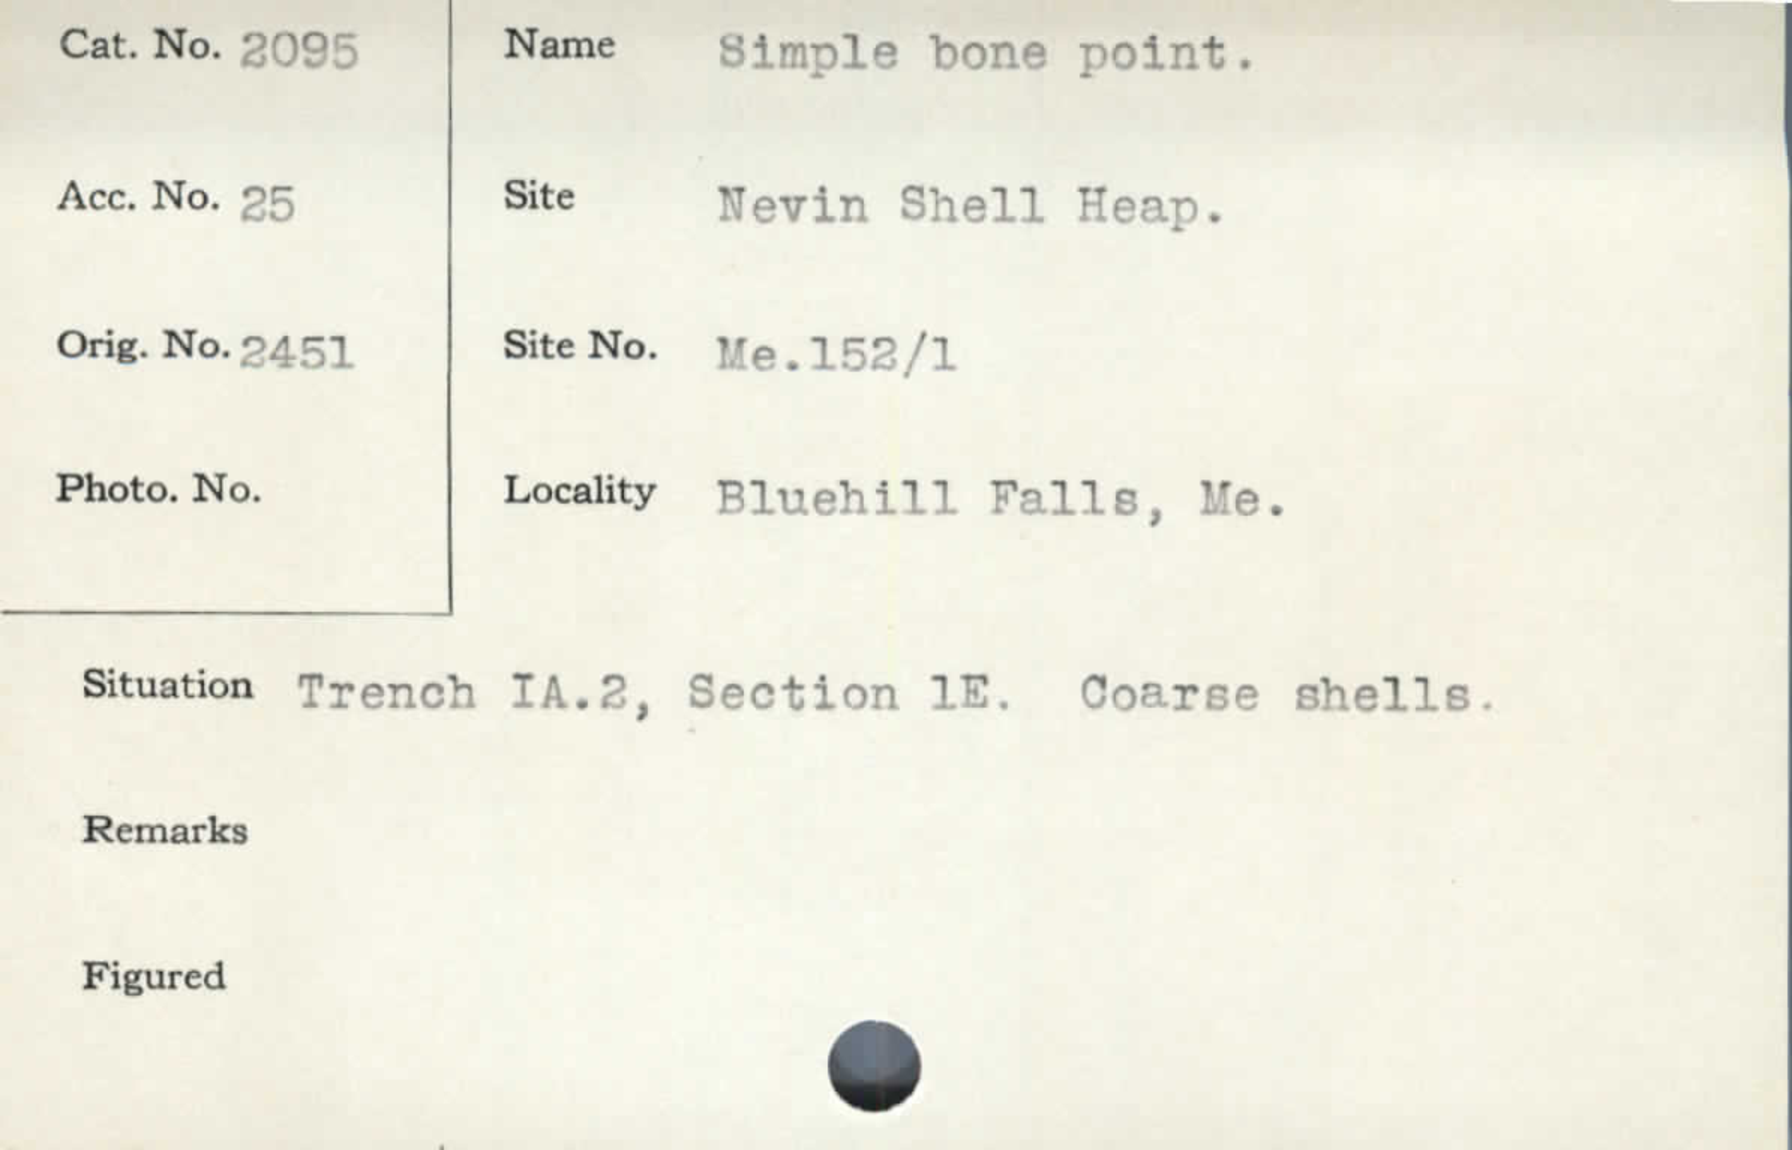 Cat. No. 2095
Name Simple bone point.
Acc. No. 25
Site Nevin Shell Heap.
Orig. No. 2451
Site No. Me.152/1
Photo. No.
Locality Bluehill Falls, Me.
Situation Trench IA.2, Section 1E. Coarse shells.
Remarks
Figured